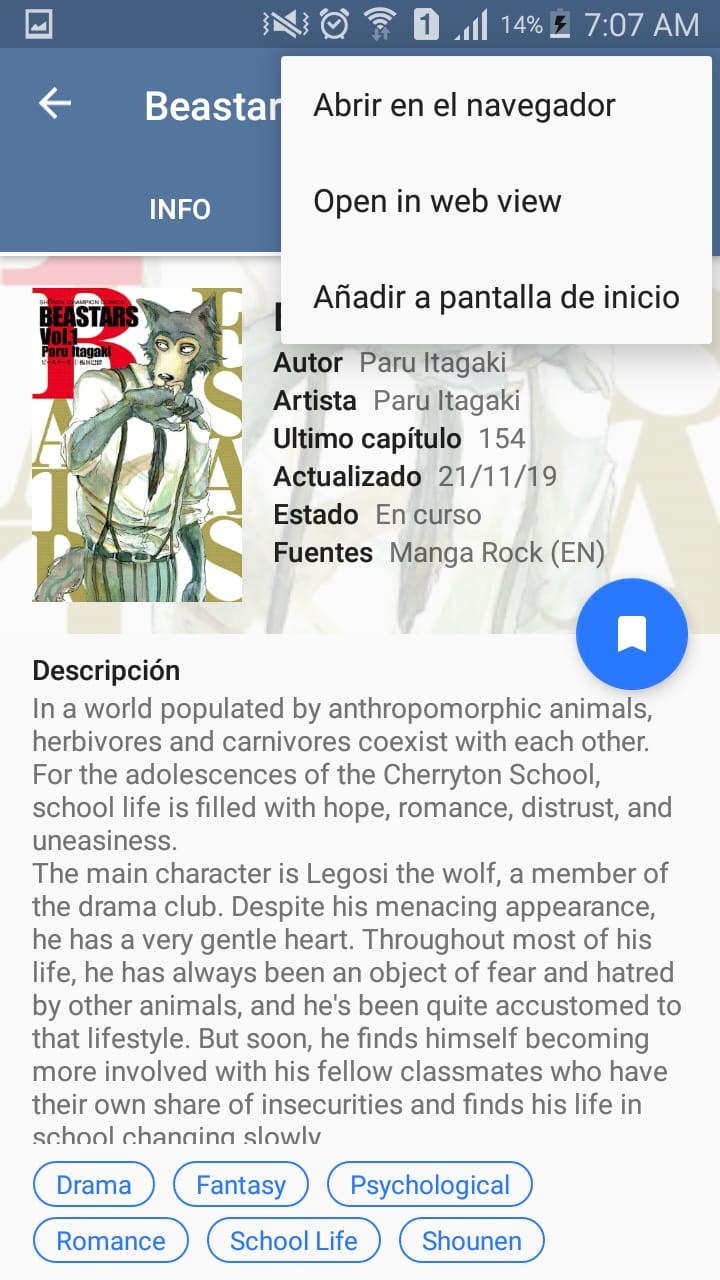 14% 7:07 AM
Beastar
INFO
Abrir en el navegador
Open in web view
Añadir a pantalla de inicio
SHONEN CHAMPION COMICS
BEASTARS
Vol.1
Paru Itagaki
Autor Paru Itagaki
Artista Paru Itagaki
Ultimo capítulo 154
Actualizado 21/11/19
Estado En curso
Fuentes Manga Rock (EN)
Descripción
In a world populated by anthropomorphic animals,
herbivores and carnivores coexist with each other.
For the adolescences of the Cherryton School,
school life is filled with hope, romance, distrust, and
uneasiness.
The main character is Legosi the wolf, a member of
the drama club. Despite his menacing appearance,
he has a very gentle heart. Throughout most of his
life, he has always been an object of fear and hatred
by other animals, and he's been quite accustomed to
that lifestyle. But soon, he finds himself becoming
more involved with his fellow classmates who have
their own share of insecurities and finds his life in
school changing slowly
Drama Fantasy Psychological
Romance School Life Shounen